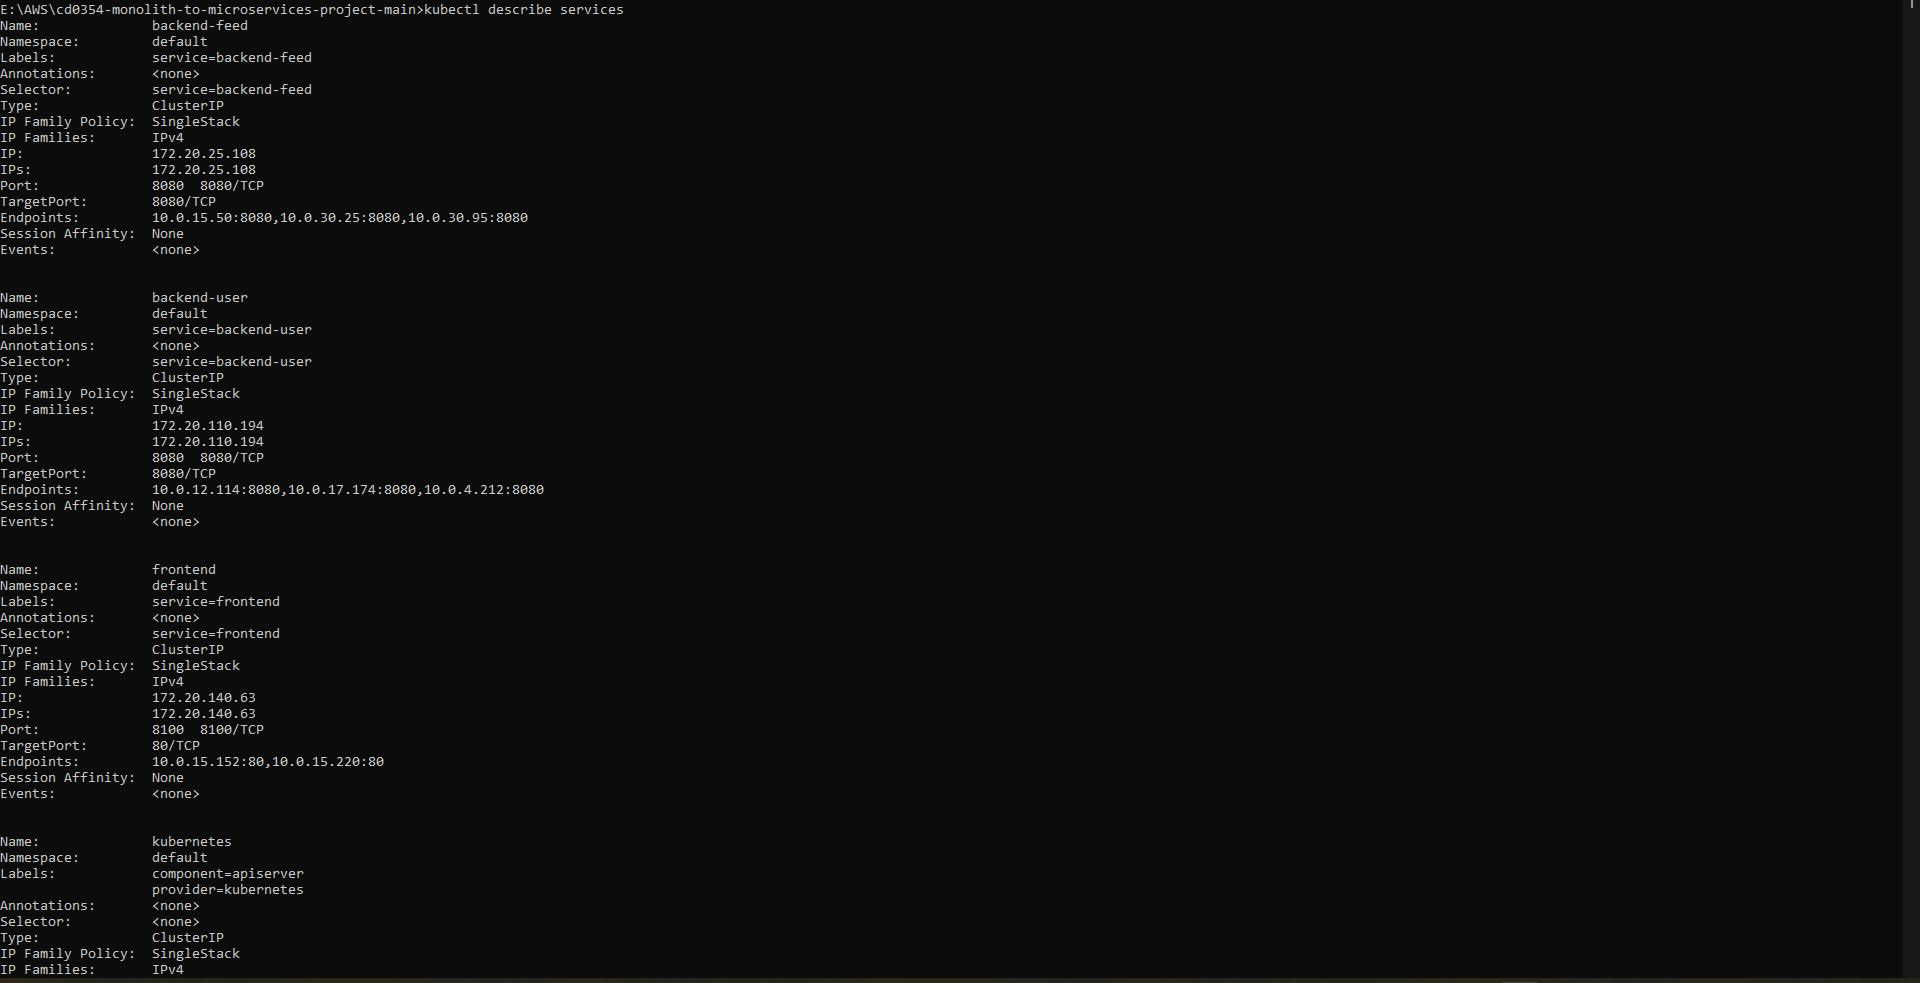 E:\AWS\cd0354-monolith-to-microservices-project-main>kubectl describe services
Name:              backend-feed
Namespace:         default
Labels:            service=backend-feed
Annotations:       <none>
Selector:          service=backend-feed
Type:              ClusterIP
IP Family Policy:  SingleStack
IP Families:       IPv4
IP:                172.20.25.108
IPs:               172.20.25.108
Port:              8080  8080/TCP
TargetPort:        8080/TCP
Endpoints:         10.0.15.50:8080,10.0.30.25:8080,10.0.30.95:8080
Session Affinity:  None
Events:            <none>
Name:              backend-user
Namespace:         default
Labels:            service=backend-user
Annotations:       <none>
Selector:          service=backend-user
Type:              ClusterIP
IP Family Policy:  SingleStack
IP Families:       IPv4
IP:                172.20.110.194
IPs:               172.20.110.194
Port:              8080  8080/TCP
TargetPort:        8080/TCP
Endpoints:         10.0.12.114:8080,10.0.17.174:8080,10.0.4.212:8080
Session Affinity:  None
Events:            <none>
Name:              frontend
Namespace:         default
Labels:            service=frontend
Annotations:       <none>
Selector:          service=frontend
Type:              ClusterIP
IP Family Policy:  SingleStack
IP Families:       IPv4
IP:                172.20.140.63
IPs:               172.20.140.63
Port:              8100  8100/TCP
TargetPort:        80/TCP
Endpoints:         10.0.15.152:80,10.0.15.220:80
Session Affinity:  None
Events:            <none>
Name:              kubernetes
Namespace:         default
Labels:            component=apiserver
                   provider=kubernetes
Annotations:       <none>
Selector:          <none>
Type:              ClusterIP
IP Family Policy:  SingleStack
IP Families:       IPv4